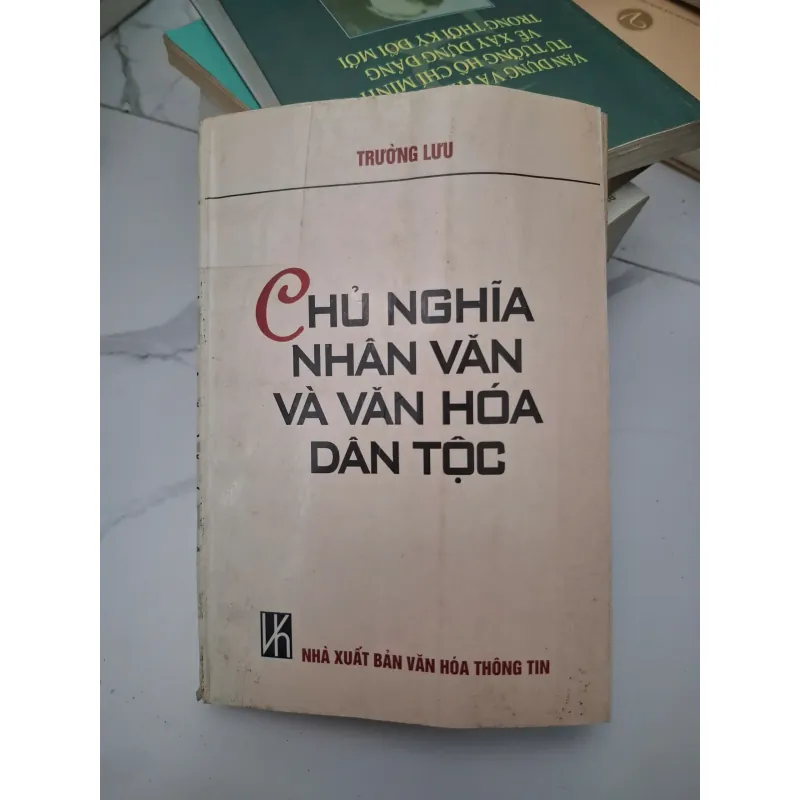 TRƯỜNG LƯU
CHỦ NGHĨA
NHÂN VĂN
VÀ VĂN HÓA
DÂN TỘC
NHÀ XUẤT BẢN VĂN HÓA THÔNG TIN
VẬN DỤNG VÀ
TƯ TƯỞNG HỒ CHÍ MINH
VỀ XÂY DỰNG ĐẢNG
TRONG THỜI KỲ ĐỔI MỚI
2